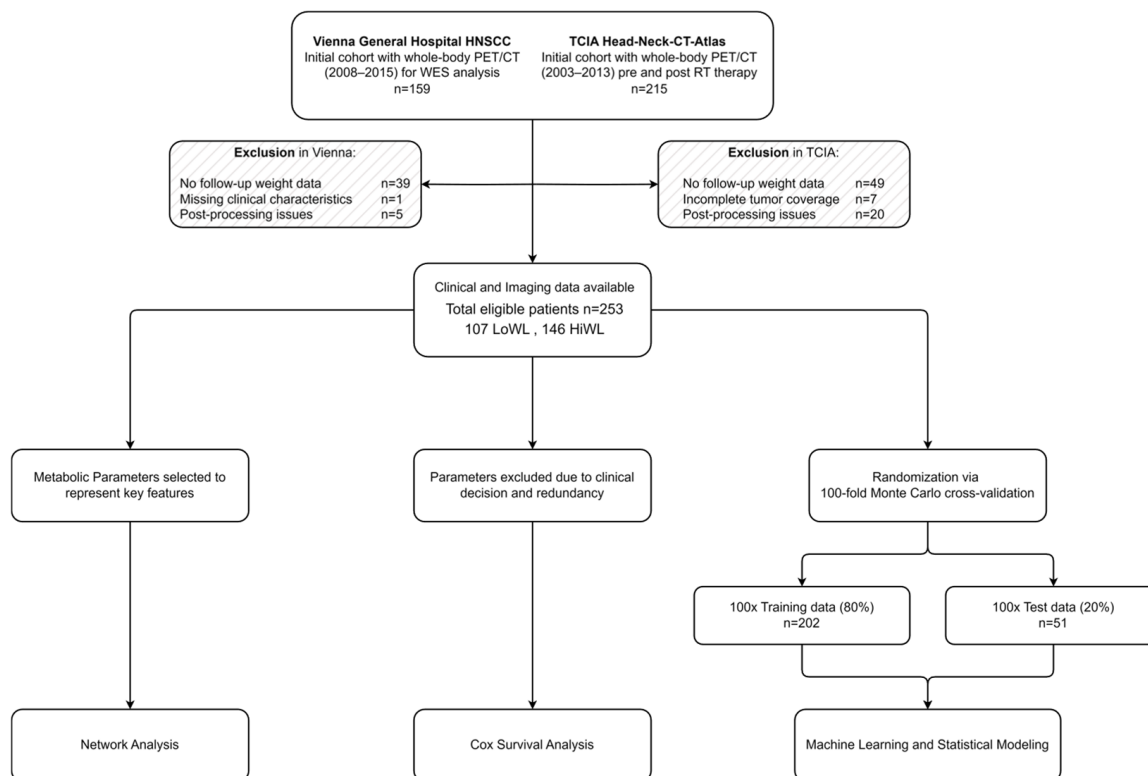 Vienna General Hospital HNSCC
Initial cohort with whole-body PET/CT
(2008–2015) for WES analysis
n=159
TCIA Head-Neck-CT-Atlas
Initial cohort with whole-body PET/CT
(2003–2013) pre and post RT therapy
n=215
Exclusion in Vienna:
No follow-up weight data n=39
Missing clinical characteristics n=1
Post-processing issues n=5
Exclusion in TCIA:
No follow-up weight data n=49
Incomplete tumor coverage n=7
Post-processing issues n=20
Clinical and Imaging data available
Total eligible patients n=253
107 LoWL , 146 HiWL
Metabolic Parameters selected to
represent key features
Parameters excluded due to clinical
decision and redundancy
Randomization via
100-fold Monte Carlo cross-validation
100x Training data (80%)
n=202
100x Test data (20%)
n=51
Network Analysis
Cox Survival Analysis
Machine Learning and Statistical Modeling